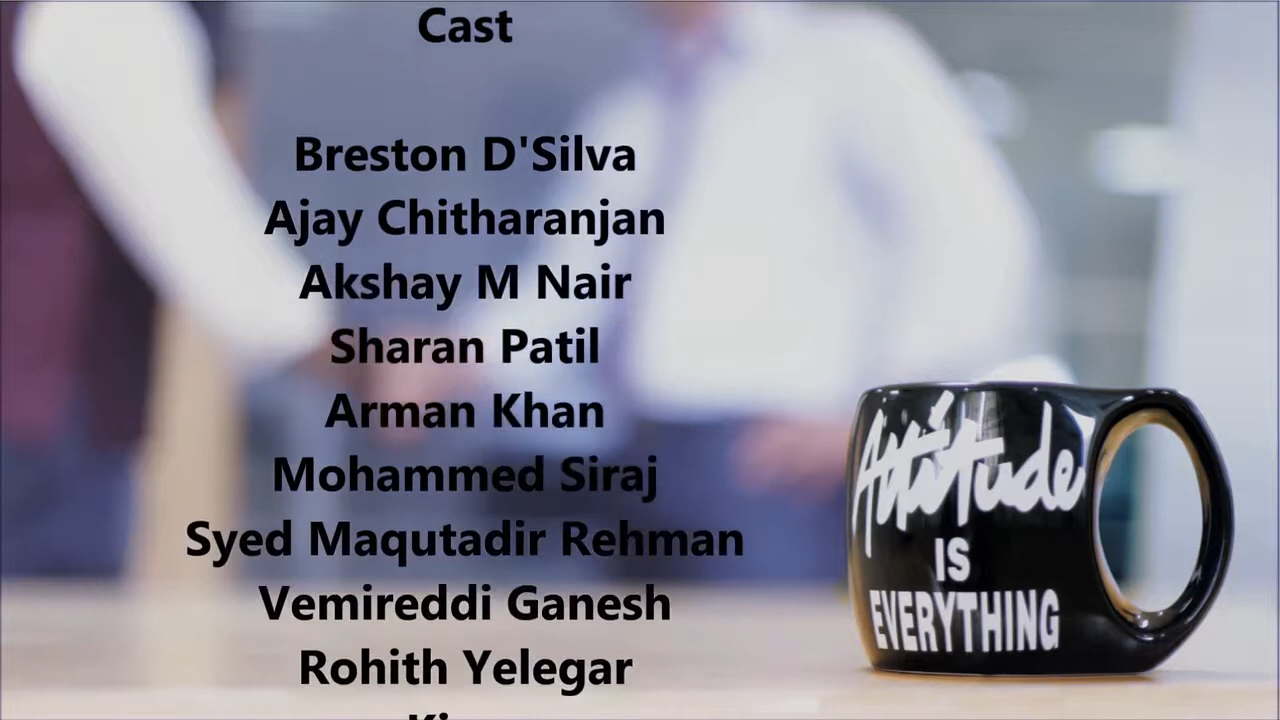 Cast
Breston D'Silva
Ajay Chitharanjan
Akshay M Nair
Sharan Patil
Arman Khan
Mohammed Siraj
Syed Maqutadir Rehman
Vemireddi Ganesh
Rohith Yelegar
Attitude
IS
EVERYTHING